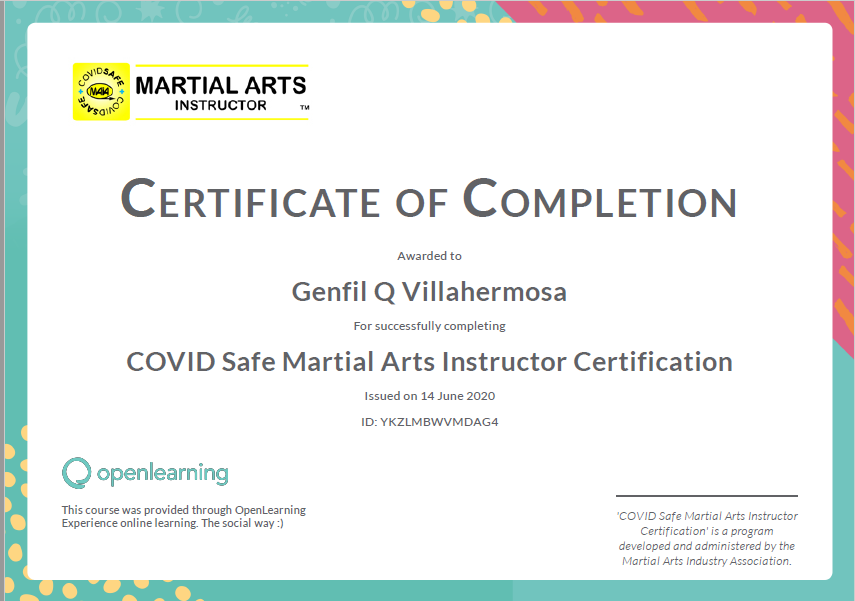 COVIDSAFE
MAIA
COVIDSAFE
MARTIAL ARTS
INSTRUCTOR
TM
CERTIFICATE OF COMPLETION
Awarded to
Genfil Q Villahermosa
For successfully completing
COVID Safe Martial Arts Instructor Certification
Issued on 14 June 2020
ID: YKZLMBWVMDAG4
openlearning
This course was provided through OpenLearning
Experience online learning. The social way :)
'COVID Safe Martial Arts Instructor
Certification' is a program
developed and administered by the
Martial Arts Industry Association.